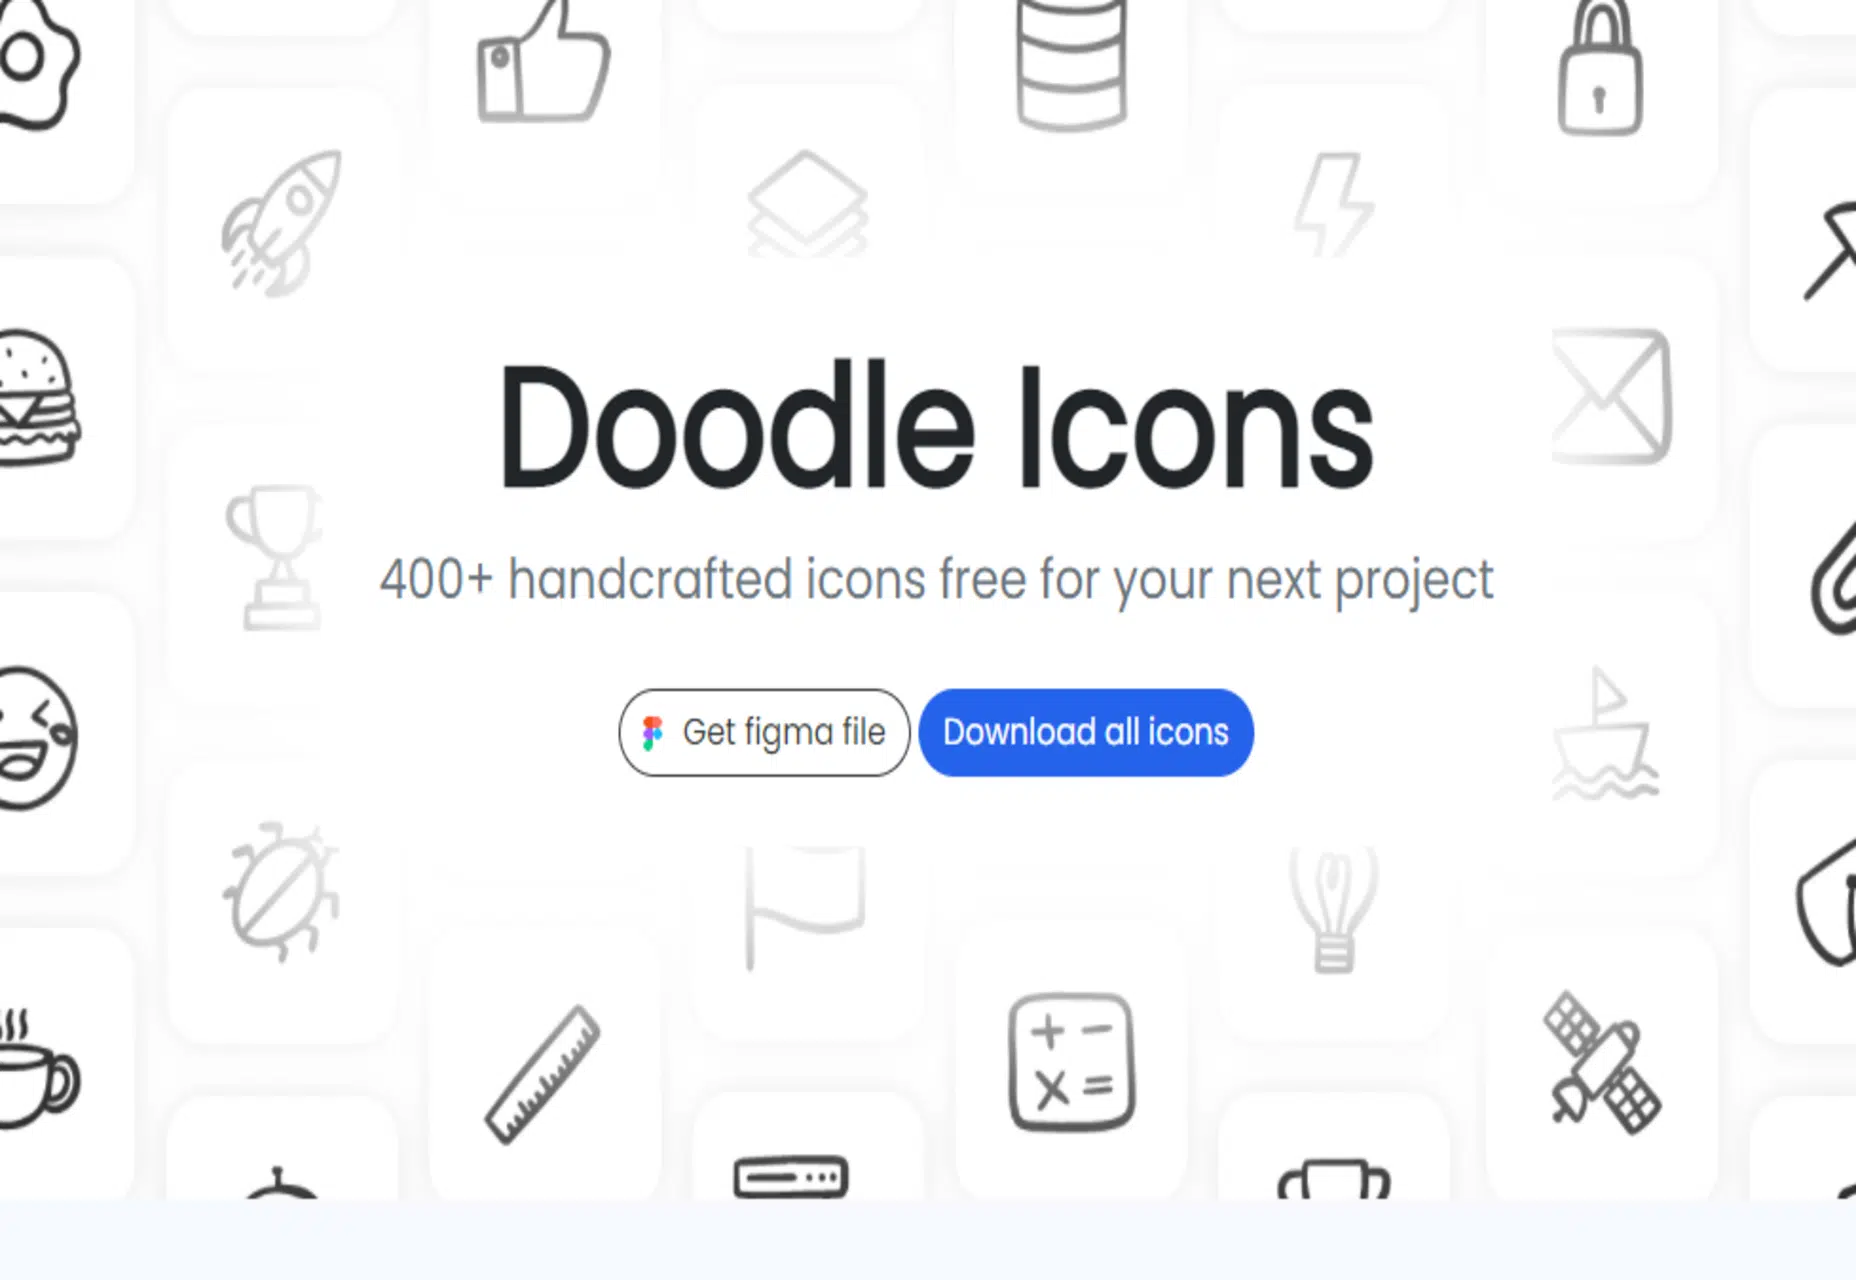 Doodle Icons
400+ handcrafted icons free for your next project
Get figma file
Download all icons